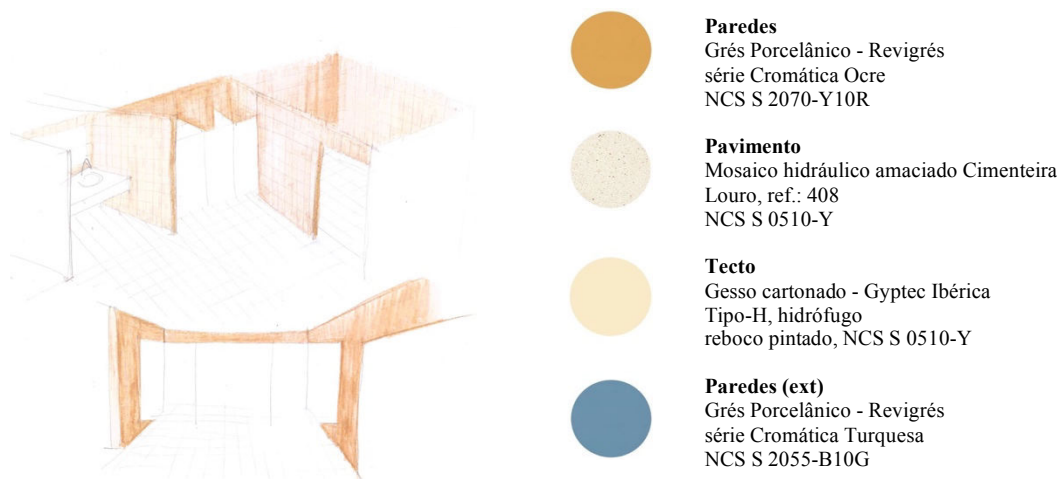 Paredes
Grés Porcelânico - Revigrés
série Cromática Ocre
NCS S 2070-Y10R
Pavimento
Mosaico hidráulico amaciado Cimenteira
Louro, ref.: 408
NCS S 0510-Y
Tecto
Gesso cartonado - Gyptec Ibérica
Tipo-H, hidrófugo
reboco pintado, NCS S 0510-Y
Paredes (ext)
Grés Porcelânico - Revigrés
série Cromática Turquesa
NCS S 2055-B10G